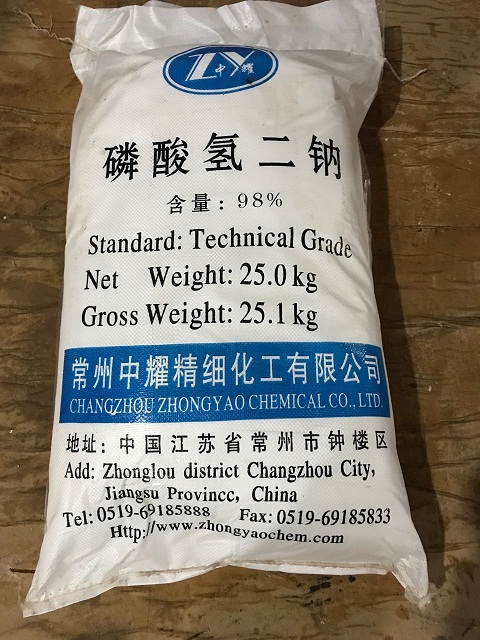 ZY
中耀
磷酸氢二钠
含量: 98%
Standard: Technical Grade
Net Weight: 25.0 kg
Gross Weight: 25.1 kg
常州中耀精细化工有限公司
CHANGZHOU ZHONGYAO CHEMICAL CO., LTD.
地址: 中国江苏省常州市钟楼区
Add: Zhonglou district Changzhou City,
Jiangsu Provincc, China
Tel: 0519-69185888 Fax: 0519-69185833
Http://www.zhongyaochem.com